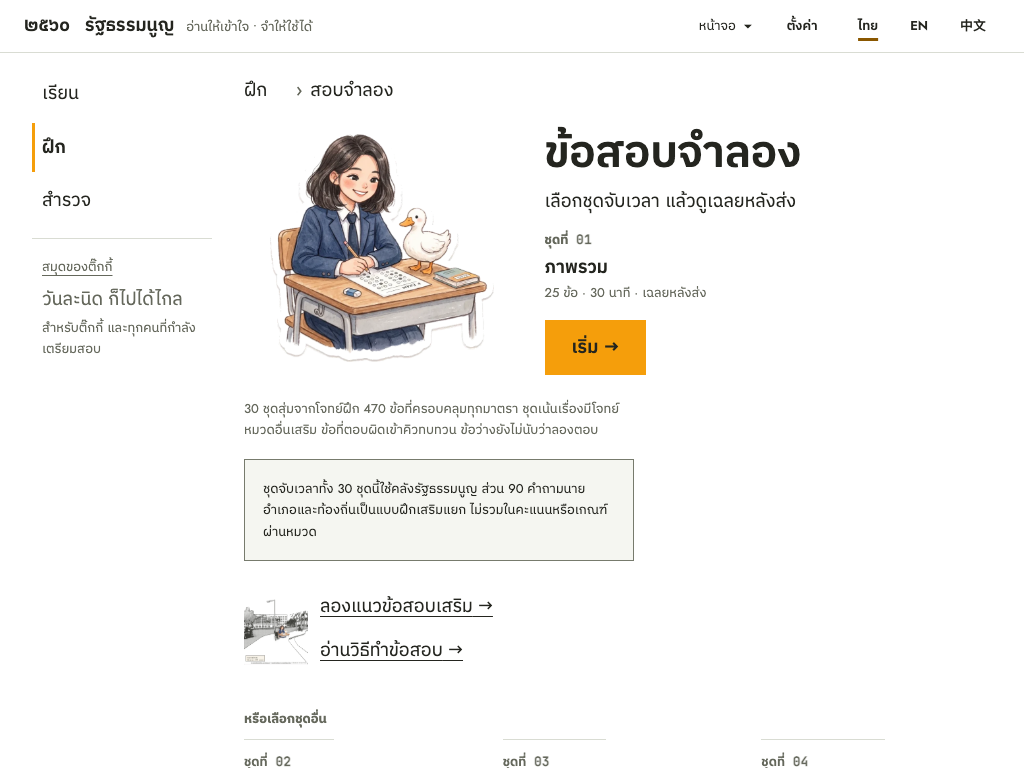 ๒๕๖๐ รัฐธรรมนูญ อ่านให้เข้าใจ · จำให้ใช้ได้
หน้าจอ ตั้งค่า ไทย EN 中文
เรียน
ฝึก
สำรวจ
สมุดของติ๊กกี้
วันละนิด ก็ไปได้ไกล
สำหรับติ๊กกี้ และทุกคนที่กำลัง
เตรียมสอบ
ฝึก › สอบจำลอง
ข้อสอบจำลอง
เลือกชุดจับเวลา แล้วดูเฉลยหลังส่ง
ชุดที่ 01
ภาพรวม
25 ข้อ · 30 นาที · เฉลยหลังส่ง
เริ่ม →
30 ชุดสุ่มจากโจทย์ฝึก 470 ข้อที่ครอบคลุมทุกมาตรา ชุดเน้นเรื่องมีโจทย์
หมวดอื่นเสริม ข้อที่ตอบผิดเข้าคิวทบทวน ข้อว่างยังไม่นับว่าลองตอบ
ชุดจับเวลาทั้ง 30 ชุดนี้ใช้คลังรัฐธรรมนูญ ส่วน 90 คำถามนาย
อำเภอและท้องถิ่นเป็นแบบฝึกเสริมแยก ไม่รวมในคะแนนหรือเกณฑ์
ผ่านหมวด
ลองแนวข้อสอบเสริม →
อ่านวิธีทำข้อสอบ →
หรือเลือกชุดอื่น
ชุดที่ 02
ชุดที่ 03
ชุดที่ 04